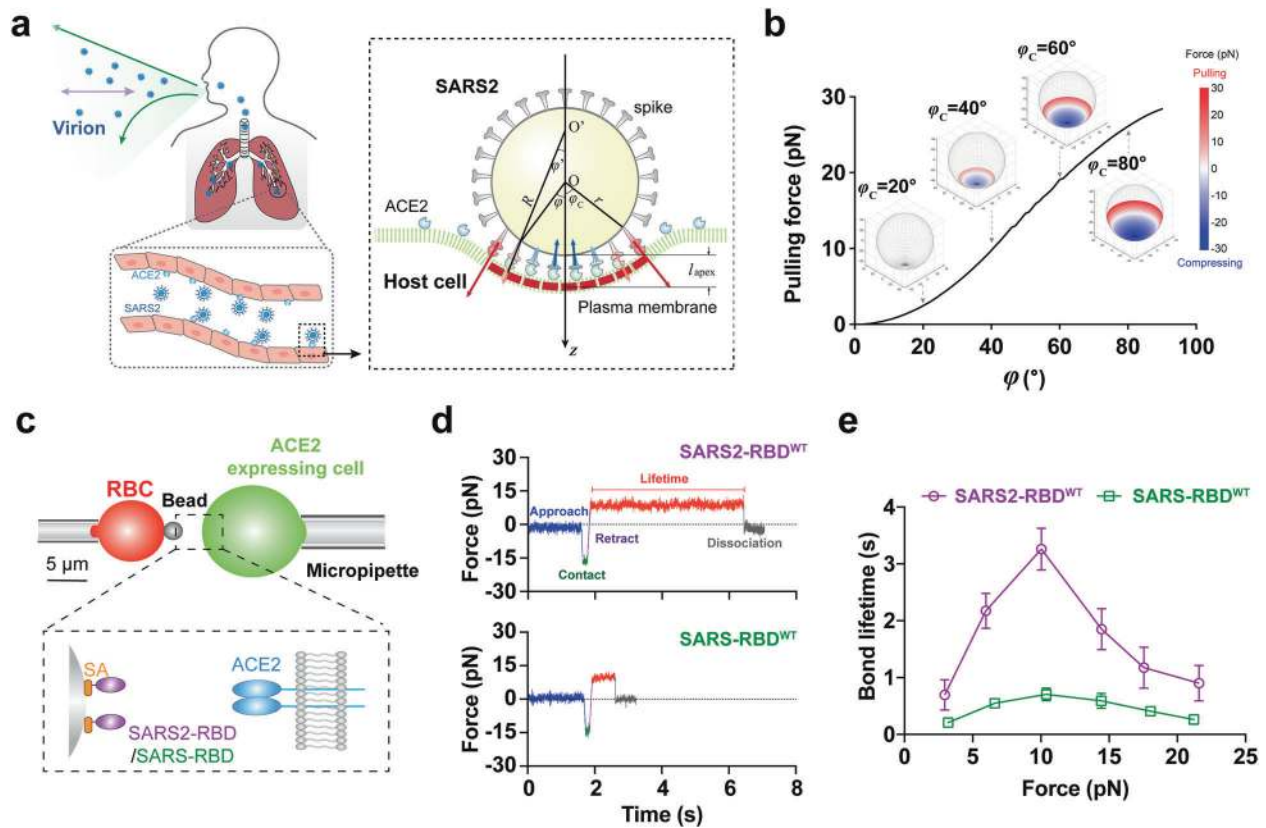 a
Virion
ACE2
SARS2
SARS2
spike
O'
φ'
O
R
φ
φC
r
ACE2
lapex
Host cell
Plasma membrane
z
b
Pulling force (pN)
30
20
10
0
0 20 40 60 80 100
φ (°)
φC=20°
φC=40°
φC=60°
φC=80°
Force (pN)
Pulling
30
20
10
0
-10
-20
-30
Compressing
c
ACE2
expressing cell
RBC
Bead
5 μm
Micropipette
SA
ACE2
SARS2-RBD
/SARS-RBD
d
SARS2-RBDWT
Force (pN)
30
15
0
-15
-30
Lifetime
Approach
Retract
Contact
Dissociation
SARS-RBDWT
Force (pN)
30
15
0
-15
-30
0 2 4 6 8
Time (s)
e
SARS2-RBDWT
SARS-RBDWT
Bond lifetime (s)
4
3
2
1
0
0 5 10 15 20 25
Force (pN)